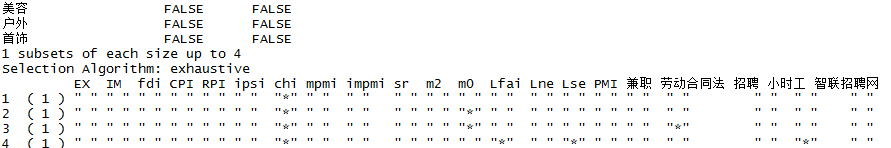 美容 FALSE FALSE
户外 FALSE FALSE
首饰 FALSE FALSE
1 subsets of each size up to 4
Selection Algorithm: exhaustive
EX IM fdi CPI RPI ipsi chi mpmi impmi sr m2 m0 Lfai Lne Lse PMI 兼职 劳动合同法 招聘 小时工 智联招聘网
1 ( 1 ) " " " " " " " " " " " " "*" " " " " " " " " " " " " " " " " " " " " " " " " " " " "
2 ( 1 ) " " " " " " " " " " " " "*" " " " " " " " " "*" " " " " " " " " " " " " " " " " " "
3 ( 1 ) " " " " " " " " " " " " "*" " " " " " " " " "*" " " " " " " " " " " "*" " " " " " "
4 ( 1 ) " " " " " " " " " " " " "*" " " " " " " " " " " "*" " " "*" " " " " " " " " "*" " "